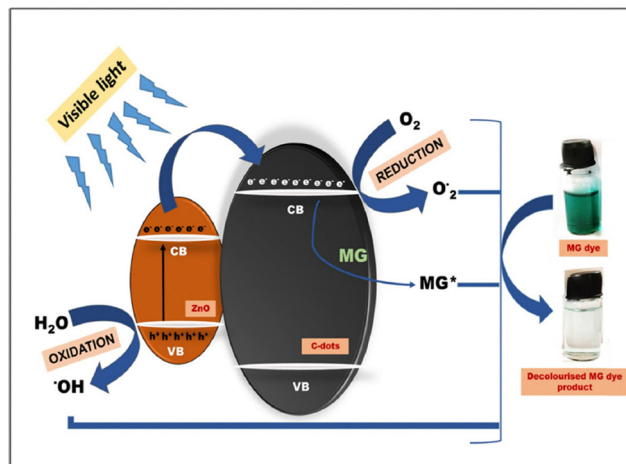 Visible light
O₂
REDUCTION
e⁻ e⁻ e⁻ e⁻ e⁻ e⁻ e⁻ e⁻
CB
O˙₂
MG dye
e⁻ e⁻ e⁻ e⁻ e⁻ e⁻
CB
MG
MG*
ZnO
H₂O
h⁺ h⁺ h⁺ h⁺ h⁺
OXIDATION
VB
C-dots
VB
˙OH
Decolourised MG dye
product